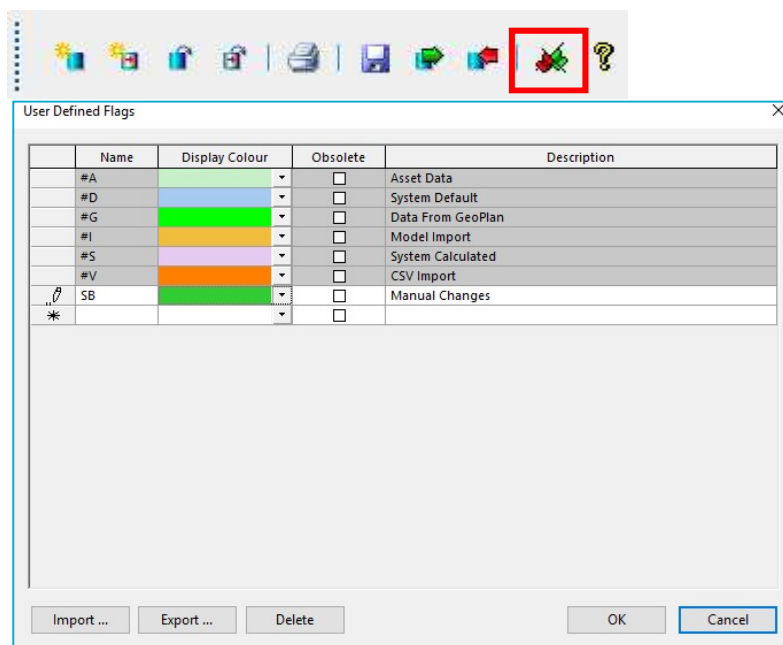 User Defined Flags
Name Display Colour Obsolete Description
#A Asset Data
#D System Default
#G Data From GeoPlan
#I Model Import
#S System Calculated
#V CSV Import
SB Manual Changes
Import ... Export ... Delete OK Cancel